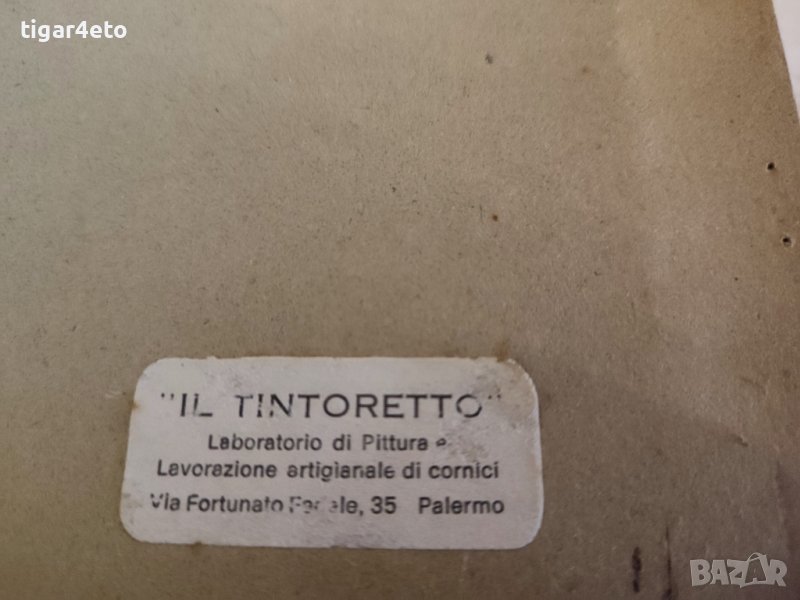 tigar4eto
"IL TINTORETTO"
Laboratorio di Pittura e
Lavorazione artigianale di cornici
Via Fortunato 35 Palermo
BAZAR